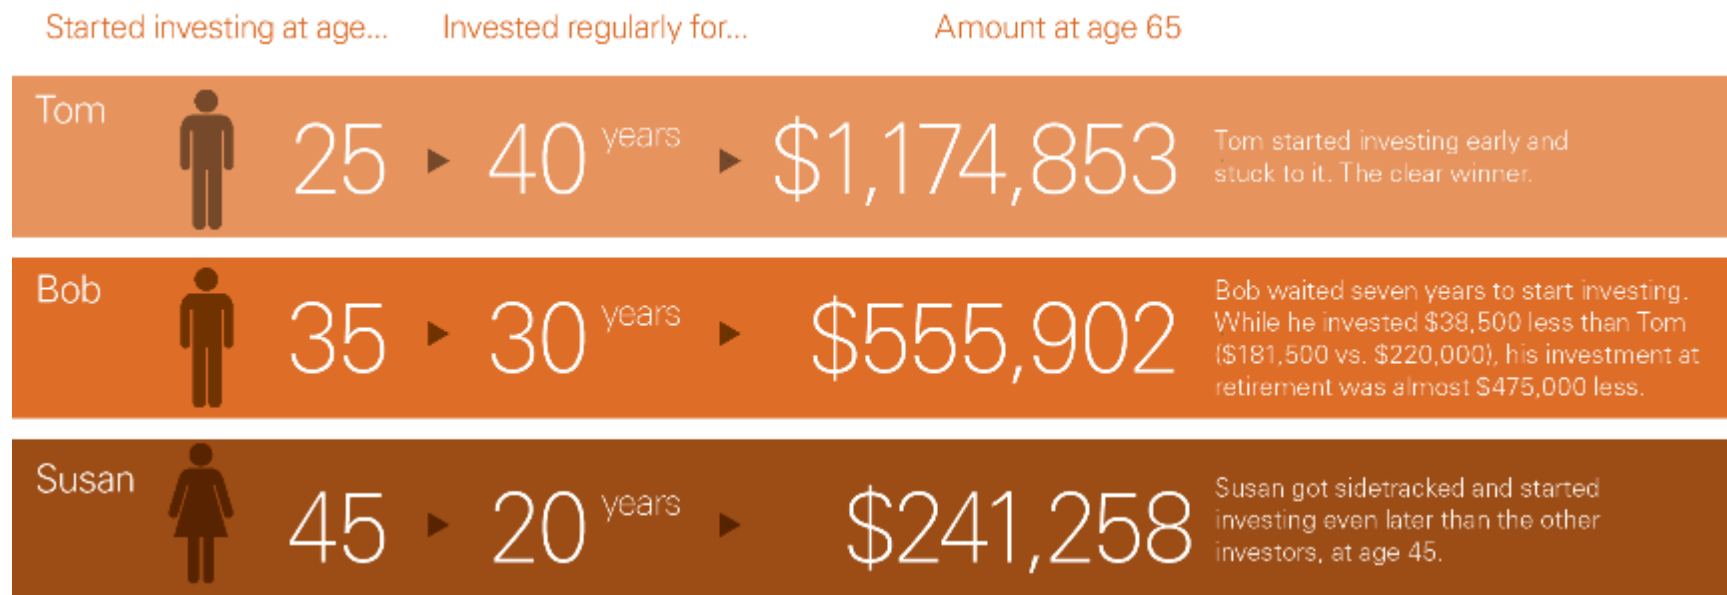 Started investing at age... Invested regularly for... Amount at age 65
Tom
25 40 years $1,174,853
Tom started investing early and
stuck to it. The clear winner.
Bob
35 30 years $555,902
Bob waited seven years to start investing.
While he invested $38,500 less than Tom
($181,500 vs. $220,000), his investment at
retirement was almost $475,000 less.
Susan
45 20 years $241,258
Susan got sidetracked and started
investing even later than the other
investors, at age 45.